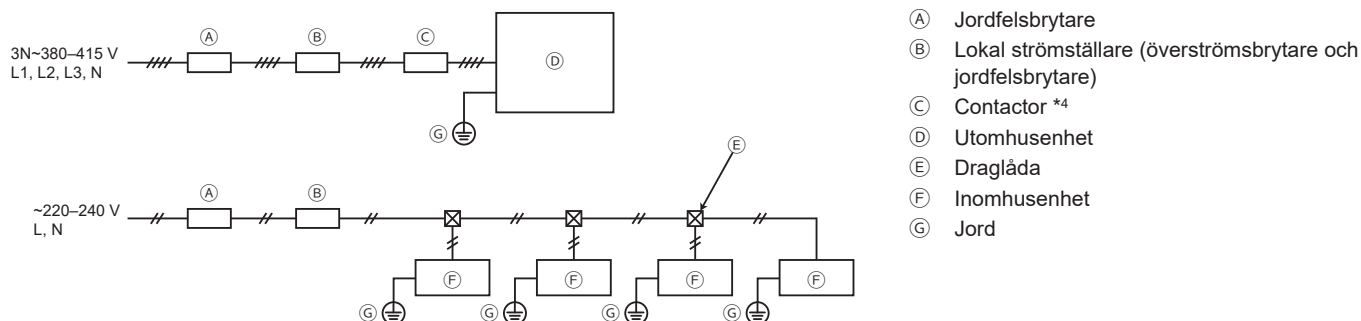 3N~380–415 V
L1, L2, L3, N
Ⓐ
Ⓑ
Ⓒ
Ⓓ
Ⓖ
Ⓔ
~220–240 V
L, N
Ⓐ
Ⓑ
Ⓕ
Ⓕ
Ⓕ
Ⓕ
Ⓖ
Ⓖ
Ⓖ
Ⓖ
Ⓐ Jordfelsbrytare
Ⓑ Lokal strömställare (överströmsbrytare och
jordfelsbrytare)
Ⓒ Contactor *4
Ⓓ Utomhusenhet
Ⓔ Draglåda
Ⓕ Inomhusenhet
Ⓖ Jord